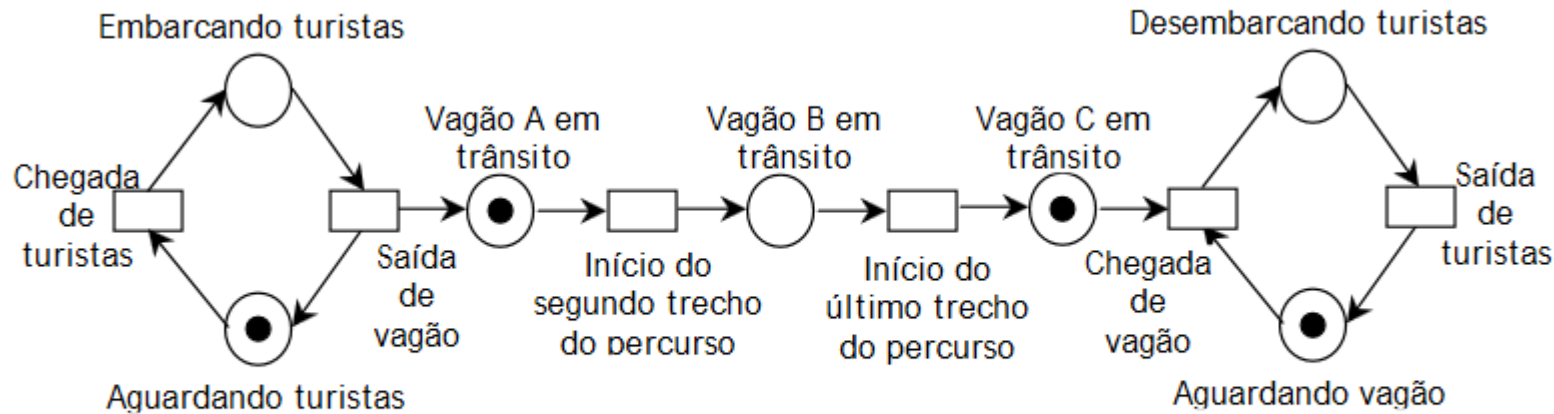 Embarcando turistas
Desembarcando turistas
Vagão A em
trânsito
Vagão B em
trânsito
Vagão C em
trânsito
Chegada
de
turistas
Saída
de
vagão
Início do
segundo trecho
do percurso
Início do
último trecho
do percurso
Chegada
de
vagão
Saída
de
turistas
Aguardando turistas
Aguardando vagão